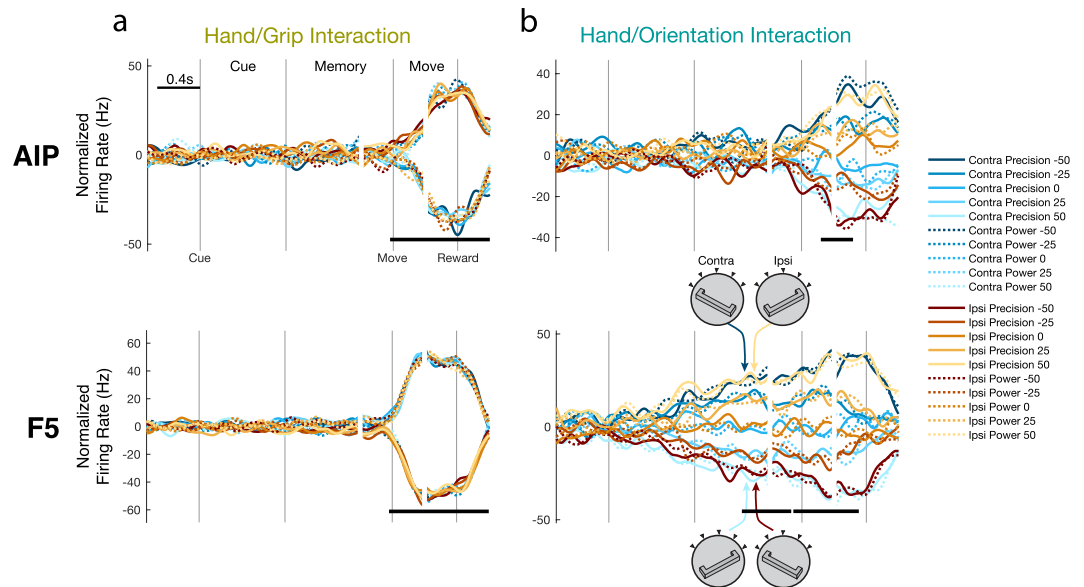 a
Hand/Grip Interaction
b
Hand/Orientation Interaction
AIP
Normalized
Firing Rate (Hz)
50
0
-50
0.4s
Cue
Memory
Move
Cue
Move
Reward
40
20
0
-20
-40
Contra
Ipsi
F5
Normalized
Firing Rate (Hz)
60
40
20
0
-20
-40
-60
50
0
-50
Contra Precision -50
Contra Precision -25
Contra Precision 0
Contra Precision 25
Contra Precision 50
Contra Power -50
Contra Power -25
Contra Power 0
Contra Power 25
Contra Power 50
Ipsi Precision -50
Ipsi Precision -25
Ipsi Precision 0
Ipsi Precision 25
Ipsi Precision 50
Ipsi Power -50
Ipsi Power -25
Ipsi Power 0
Ipsi Power 25
Ipsi Power 50